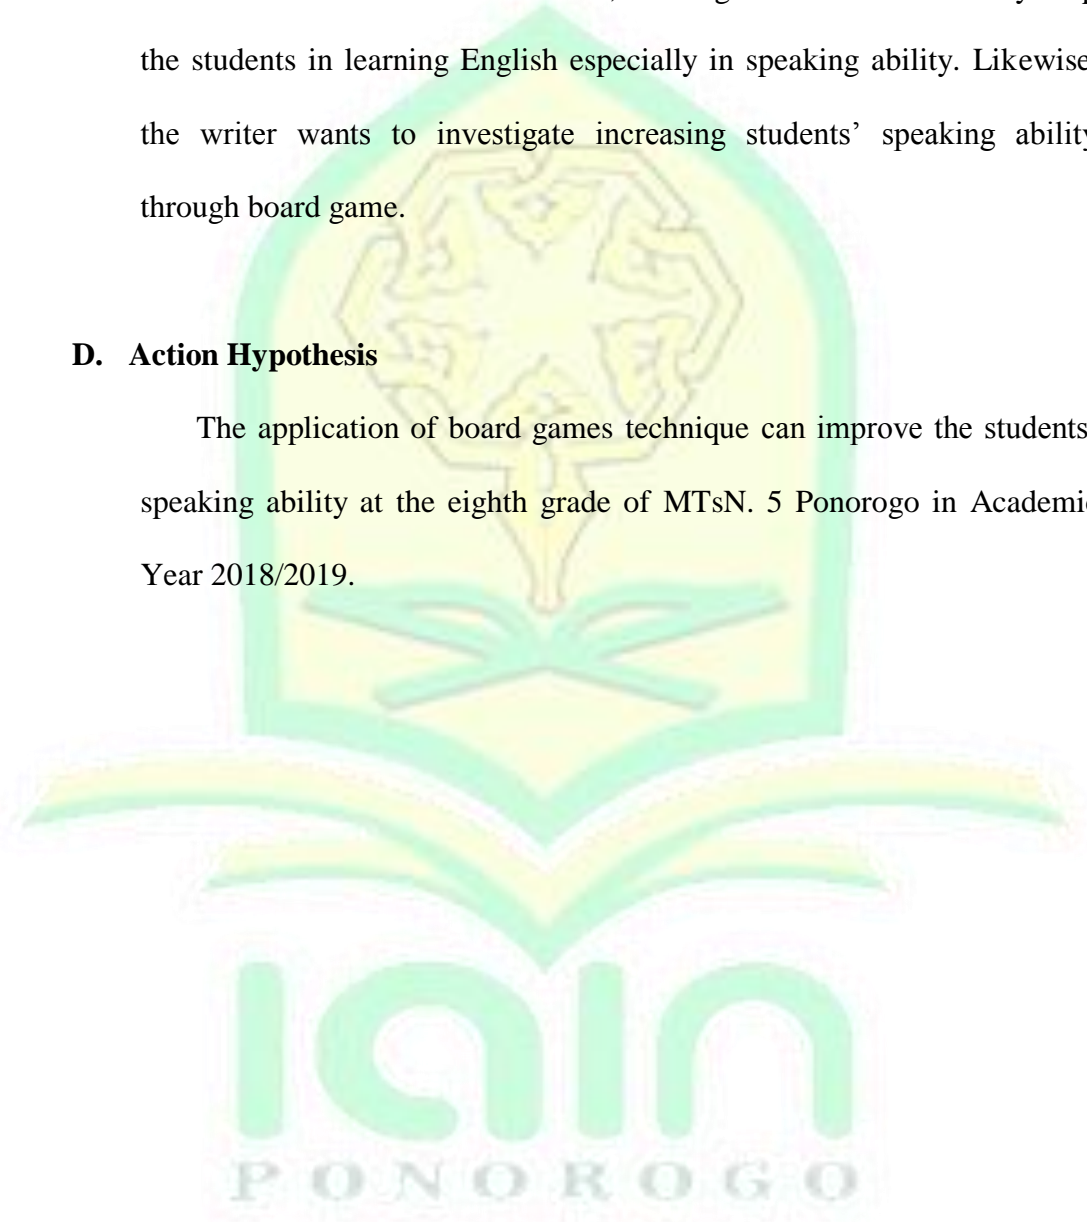 the students in learning English especially in speaking ability. Likewise
the writer wants to investigate increasing students’ speaking ability
through board game.
D. Action Hypothesis
The application of board games technique can improve the students
speaking ability at the eighth grade of MTsN. 5 Ponorogo in Academic
Year 2018/2019.
iain
PONOROGO